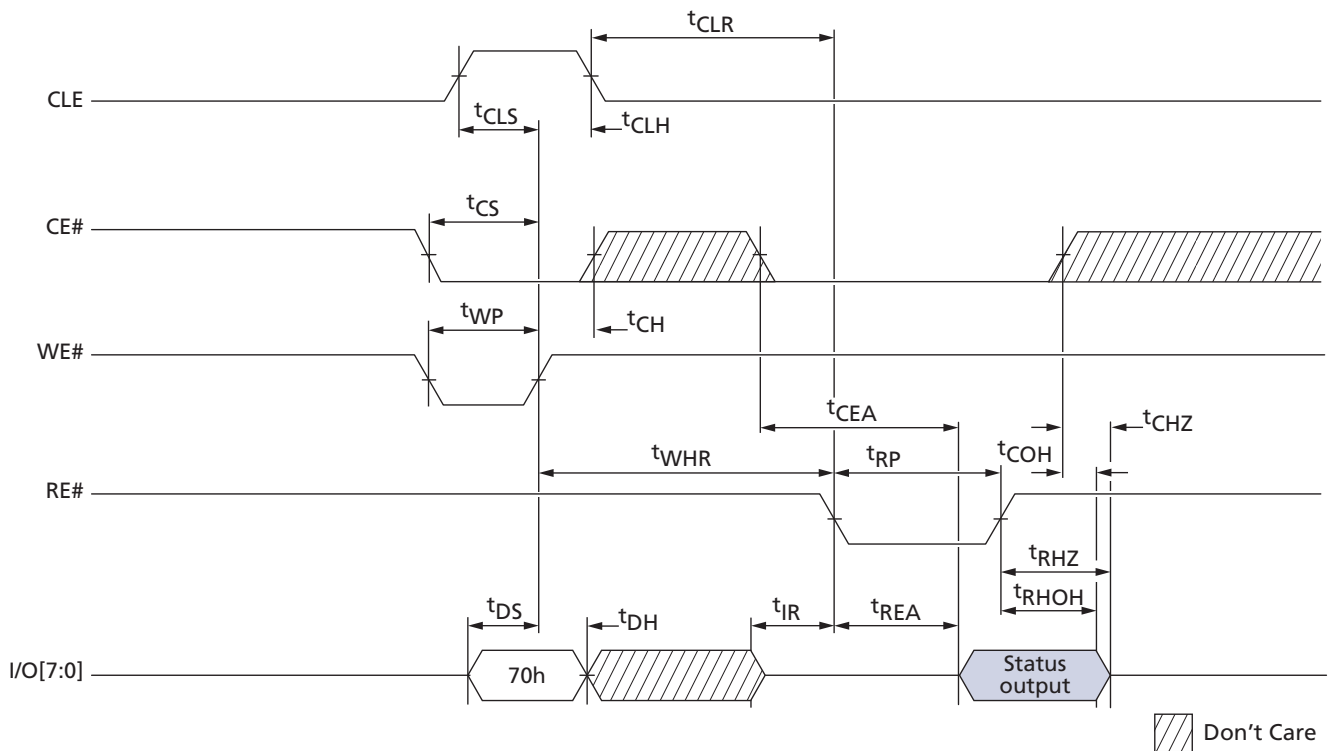 tCLR
CLE
tCLS
tCLH
tCS
CE#
tWP
tCH
WE#
tCEA
tCHZ
tWHR
tRP
tCOH
RE#
tRHZ
tRHOH
tDS
tDH
tIR
tREA
I/O[7:0]
70h
Status
output
Don't Care